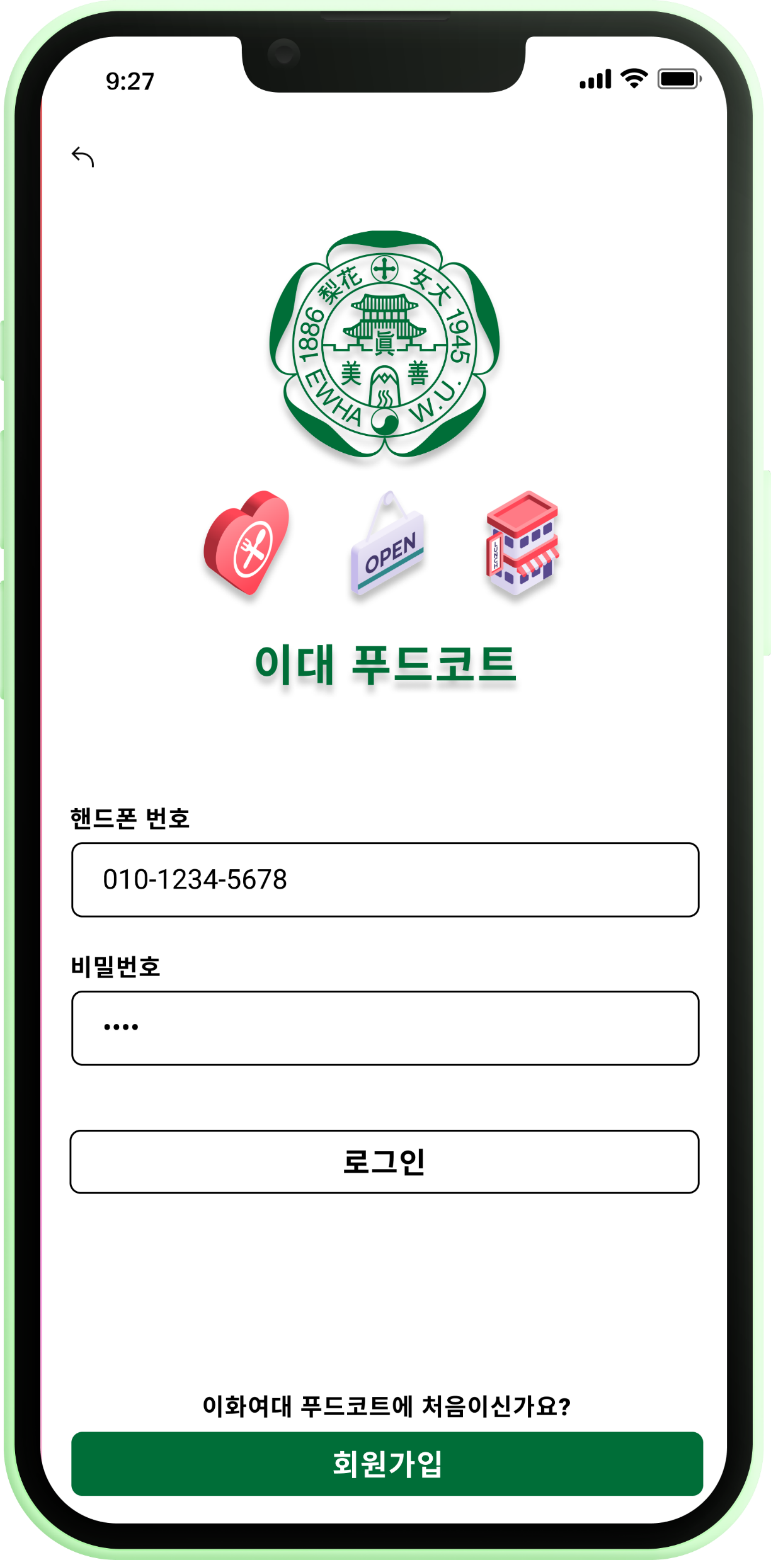 9:27
1886 梨花 女大 1945
眞
美 善
EWHA W.U.
OPEN
이대 푸드코트
핸드폰 번호
010-1234-5678
비밀번호
••••
로그인
이화여대 푸드코트에 처음이신가요?
회원가입